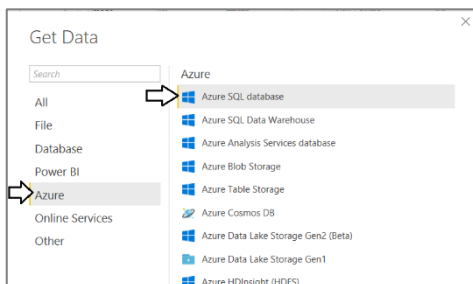 Get Data
Search
All
File
Database
Power BI
Azure
Online Services
Other
Azure
Azure SQL database
Azure SQL Data Warehouse
Azure Analysis Services database
Azure Blob Storage
Azure Table Storage
Azure Cosmos DB
Azure Data Lake Storage Gen2 (Beta)
Azure Data Lake Storage Gen1
Azure HDInsight (HDFS)